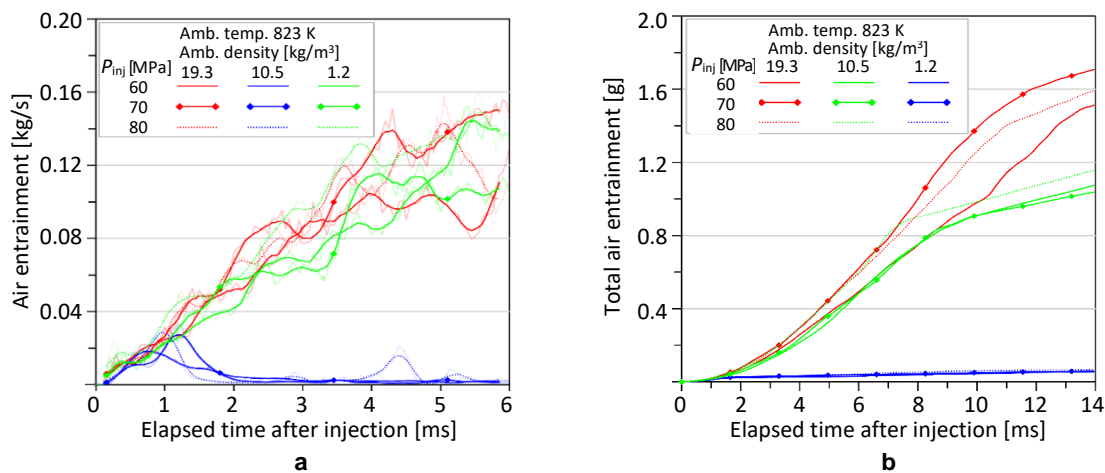 0.20
0.16
0.12
0.08
0.04
0
Air entrainment [kg/s]
Amb. temp. 823 K
Amb. density [kg/m³]
Pinj [MPa] 19.3 10.5 1.2
60
70
80
0 1 2 3 4 5 6
Elapsed time after injection [ms]
a
2.0
1.6
1.2
0.8
0.4
0
Total air entrainment [g]
Amb. temp. 823 K
Amb. density [kg/m³]
Pinj [MPa] 19.3 10.5 1.2
60
70
80
0 2 4 6 8 10 12 14
Elapsed time after injection [ms]
b